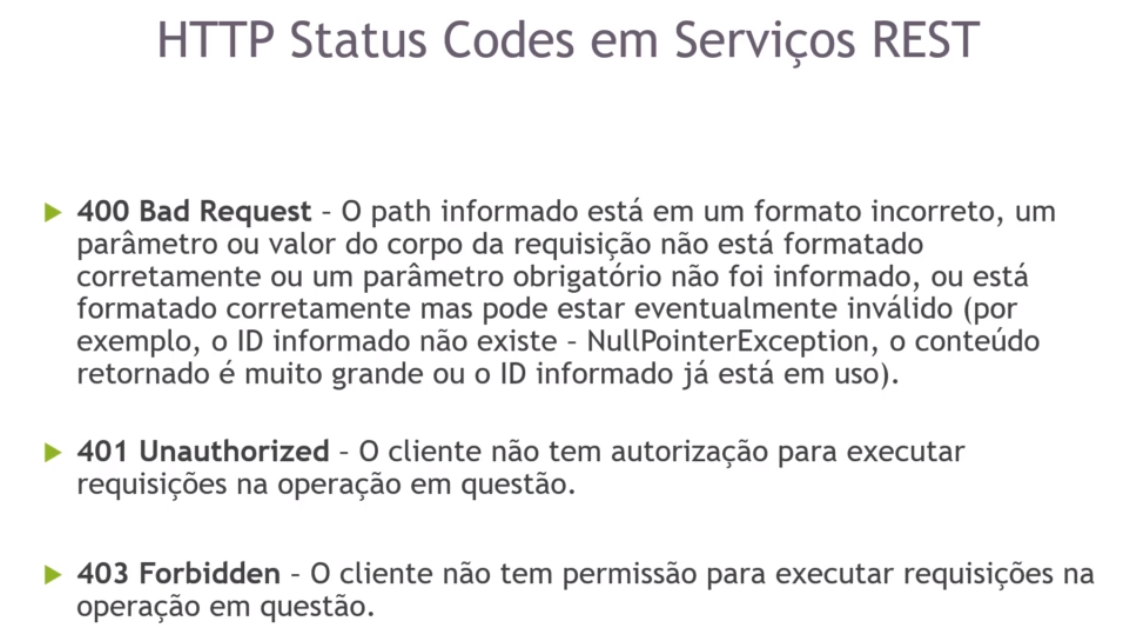 HTTP Status Codes em Serviços REST
400 Bad Request – O path informado está em um formato incorreto, um
parâmetro ou valor do corpo da requisição não está formatado
corretamente ou um parâmetro obrigatório não foi informado, ou está
formatado corretamente mas pode estar eventualmente inválido (por
exemplo, o ID informado não existe – NullPointerException, o conteúdo
retornado é muito grande ou o ID informado já está em uso).
401 Unauthorized – O cliente não tem autorização para executar
requisições na operação em questão.
403 Forbidden – O cliente não tem permissão para executar requisições na
operação em questão.